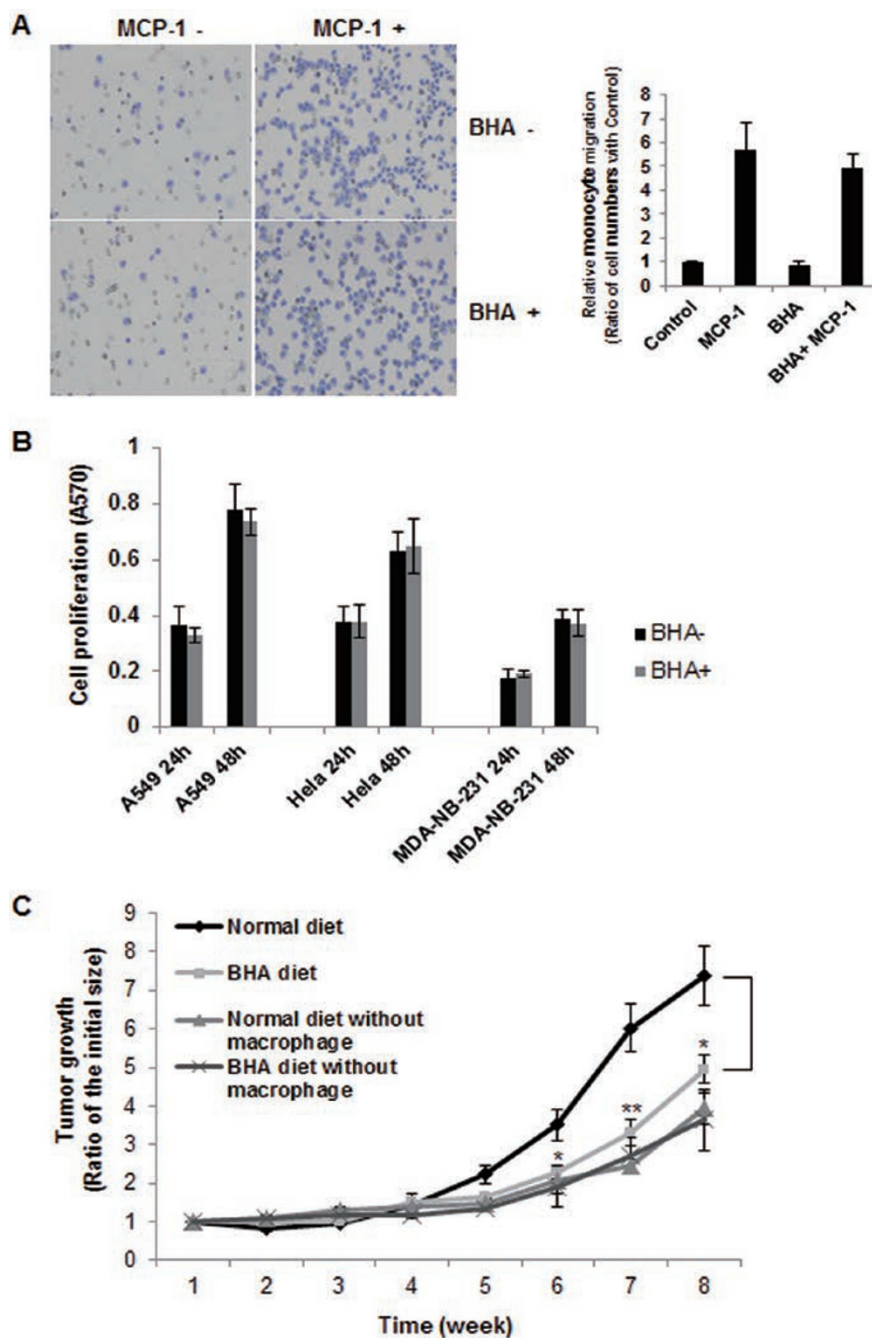 A
MCP-1 -
MCP-1 +
BHA -
BHA +
Relative monocyte migration
(Ratio of cell numbers with Control)
8
7
6
5
4
3
2
1
0
Control
MCP-1
BHA
BHA+ MCP-1
B
Cell proliferation (A570)
1
0.8
0.6
0.4
0.2
0
A549 24h
A549 48h
Hela 24h
Hela 48h
MDA-NB-231 24h
MDA-NB-231 48h
BHA-
BHA+
C
Tumor growth
(Ratio of the initial size)
9
8
7
6
5
4
3
2
1
0
Normal diet
BHA diet
Normal diet without
macrophage
BHA diet without
macrophage
*
**
*
1 2 3 4 5 6 7 8
Time (week)